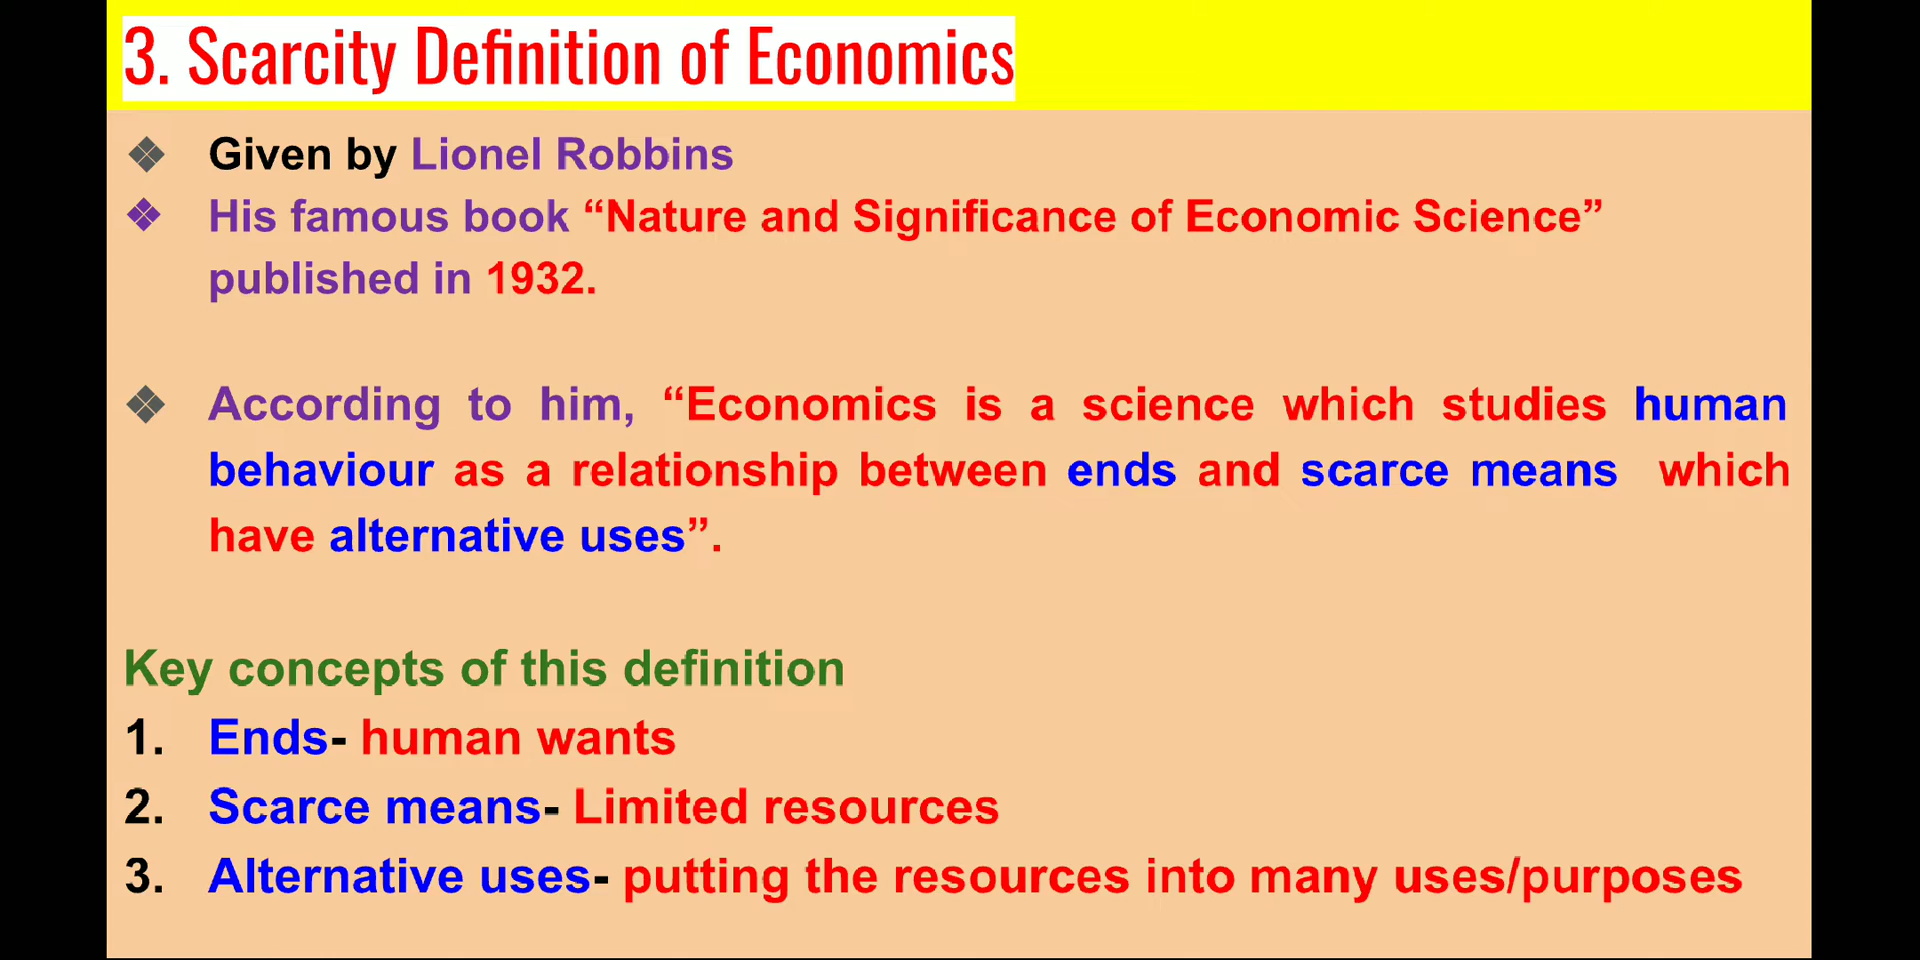 3. Scarcity Definition of Economics
❖ Given by Lionel Robbins
❖ His famous book “Nature and Significance of Economic Science”
published in 1932.
❖ According to him, “Economics is a science which studies human
behaviour as a relationship between ends and scarce means which
have alternative uses”.
Key concepts of this definition
1. Ends- human wants
2. Scarce means- Limited resources
3. Alternative uses- putting the resources into many uses/purposes